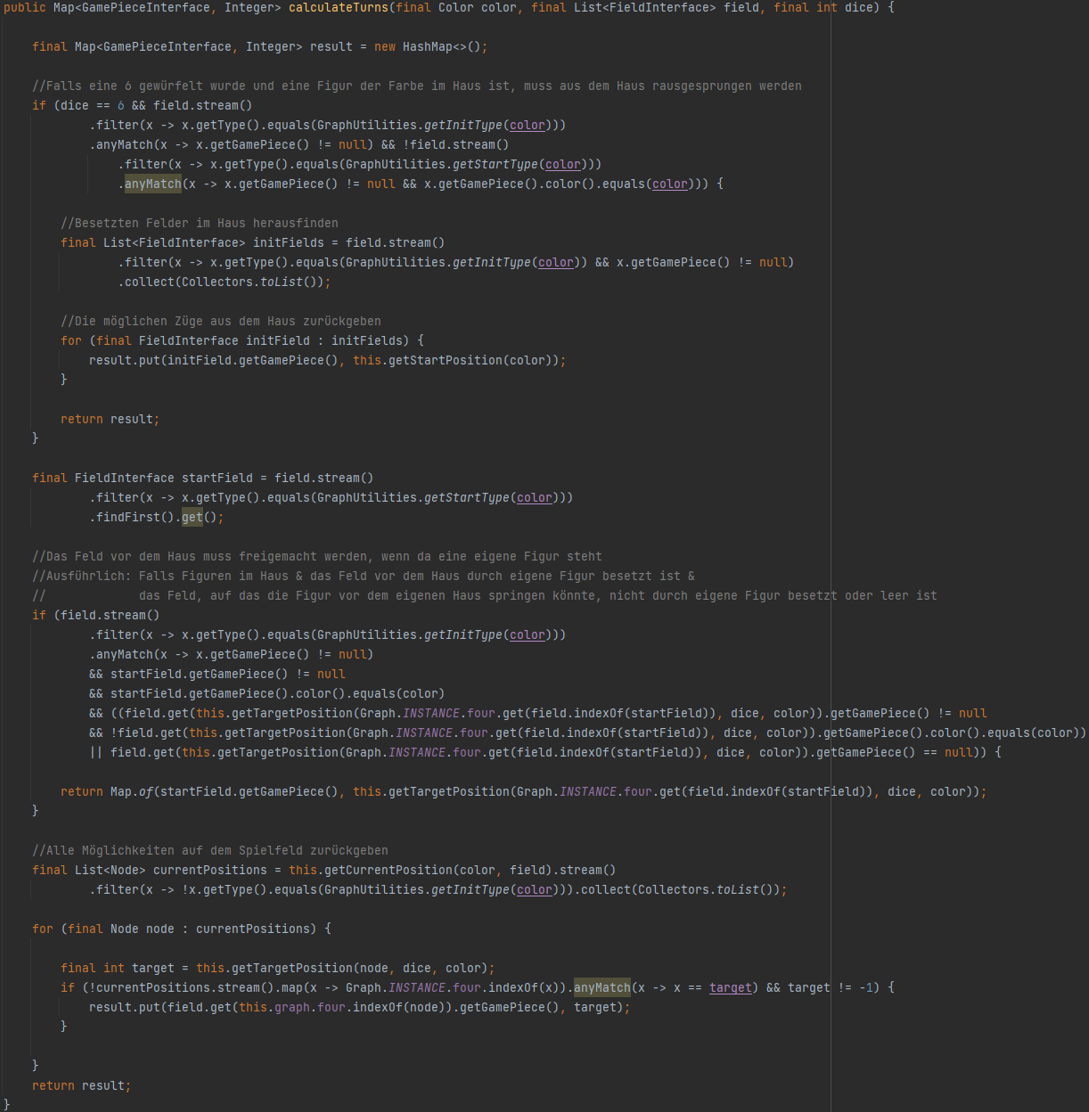 public Map<GamePieceInterface, Integer> calculateTurns(final Color color, final List<FieldInterface> field, final int dice) {
final Map<GamePieceInterface, Integer> result = new HashMap<>();
//Falls eine 6 gewürfelt wurde und eine Figur der Farbe im Haus ist, muss aus dem Haus rausgesprungen werden
if (dice == 6 && field.stream()
.filter(x -> x.getType().equals(GraphUtilities.getInitType(color)))
.anyMatch(x -> x.getGamePiece() != null) && !field.stream()
.filter(x -> x.getType().equals(GraphUtilities.getStartType(color)))
.anyMatch(x -> x.getGamePiece() != null && x.getGamePiece().color().equals(color))) {
//Besetzten Felder im Haus herausfinden
final List<FieldInterface> initFields = field.stream()
.filter(x -> x.getType().equals(GraphUtilities.getInitType(color)) && x.getGamePiece() != null)
.collect(Collectors.toList());
//Die möglichen Züge aus dem Haus zurückgeben
for (final FieldInterface initField : initFields) {
result.put(initField.getGamePiece(), this.getStartPosition(color));
}
return result;
}
final FieldInterface startField = field.stream()
.filter(x -> x.getType().equals(GraphUtilities.getStartType(color)))
.findFirst().get();
//Das Feld vor dem Haus muss freigemacht werden, wenn da eine eigene Figur steht
//Ausführlich: Falls Figuren im Haus & das Feld vor dem Haus durch eigene Figur besetzt ist &
// das Feld, auf das die Figur vor dem eigenen Haus springen könnte, nicht durch eigene Figur besetzt oder leer ist
if (field.stream()
.filter(x -> x.getType().equals(GraphUtilities.getInitType(color)))
.anyMatch(x -> x.getGamePiece() != null)
&& startField.getGamePiece() != null
&& startField.getGamePiece().color().equals(color)
&& ((field.get(this.getTargetPosition(Graph.INSTANCE.four.get(field.indexOf(startField)), dice, color)).getGamePiece() != null
&& !field.get(this.getTargetPosition(Graph.INSTANCE.four.get(field.indexOf(startField)), dice, color)).getGamePiece().color().equals(color))
|| field.get(this.getTargetPosition(Graph.INSTANCE.four.get(field.indexOf(startField)), dice, color)).getGamePiece() == null)) {
return Map.of(startField.getGamePiece(), this.getTargetPosition(Graph.INSTANCE.four.get(field.indexOf(startField)), dice, color));
}
//Alle Möglichkeiten auf dem Spielfeld zurückgeben
final List<Node> currentPositions = this.getCurrentPosition(color, field).stream()
.filter(x -> !x.getType().equals(GraphUtilities.getInitType(color))).collect(Collectors.toList());
for (final Node node : currentPositions) {
final int target = this.getTargetPosition(node, dice, color);
if (!currentPositions.stream().map(x -> Graph.INSTANCE.four.indexOf(x)).anyMatch(x -> x == target) && target != -1) {
result.put(field.get(this.graph.four.indexOf(node)).getGamePiece(), target);
}
}
return result;
}